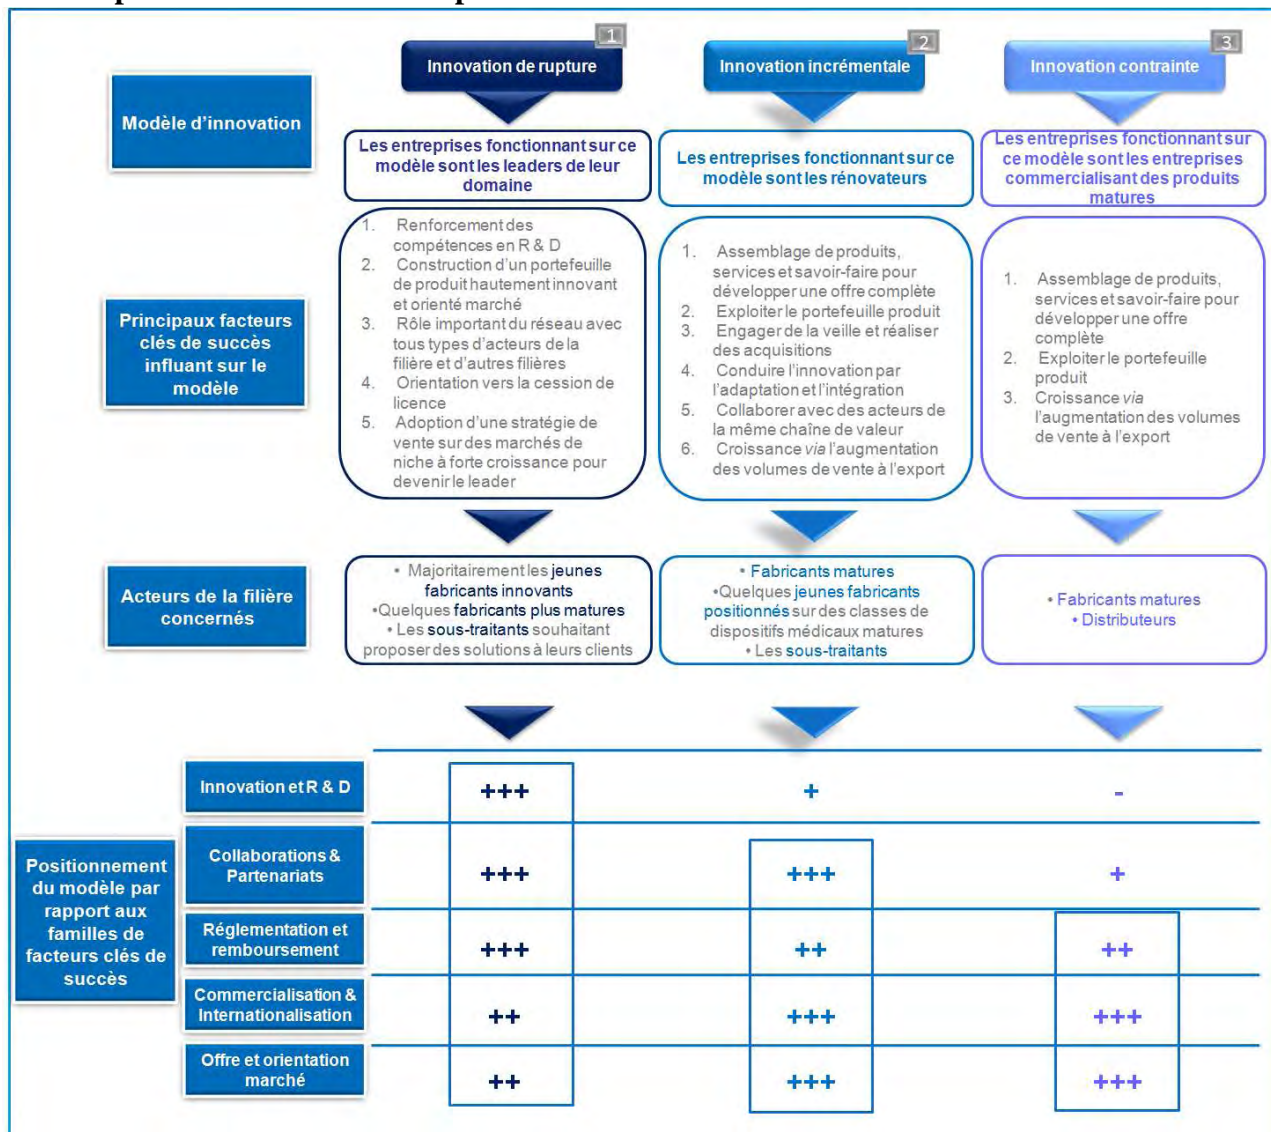 1
2
3
Innovation de rupture
Innovation incrémentale
Innovation contrainte
Modèle d'innovation
Les entreprises fonctionnant sur ce
modèle sont les leaders de leur
domaine
Les entreprises fonctionnant sur ce
modèle sont les rénovateurs
Les entreprises fonctionnant sur
ce modèle sont les entreprises
commercialisant des produits
matures
Principaux facteurs
clés de succès
influant sur le
modèle
1. Renforcement des
compétences en R & D
2. Construction d'un portefeuille
de produit hautement innovant
et orienté marché
3. Rôle important du réseau avec
tous types d'acteurs de la
filière et d'autres filières
4. Orientation vers la cession de
licence
5. Adoption d'une stratégie de
vente sur des marchés de
niche à forte croissance pour
devenir le leader
1. Assemblage de produits,
services et savoir-faire pour
développer une offre complète
2. Exploiter le portefeuille produit
3. Engager de la veille et réaliser
des acquisitions
4. Conduire l'innovation par
l'adaptation et l'intégration
5. Collaborer avec des acteurs de
la même chaîne de valeur
6. Croissance via l'augmentation
des volumes de vente à l'export
1. Assemblage de produits,
services et savoir-faire pour
développer une offre
complète
2. Exploiter le portefeuille
produit
3. Croissance via
l'augmentation des volumes
de vente à l'export
Acteurs de la filière
concernés
• Majoritairement les jeunes
fabricants innovants
•Quelques fabricants plus matures
• Les sous-traitants souhaitant
proposer des solutions à leurs clients
• Fabricants matures
•Quelques jeunes fabricants
positionnés sur des classes de
dispositifs médicaux matures
• Les sous-traitants
• Fabricants matures
• Distributeurs
Positionnement
du modèle par
rapport aux
familles de
facteurs clés de
succès
Innovation et R & D
+++
+
-
Collaborations &
Partenariats
+++
+++
+
Réglementation et
remboursement
+++
++
++
Commercialisation &
Internationalisation
++
+++
+++
Offre et orientation
marché
++
+++
+++